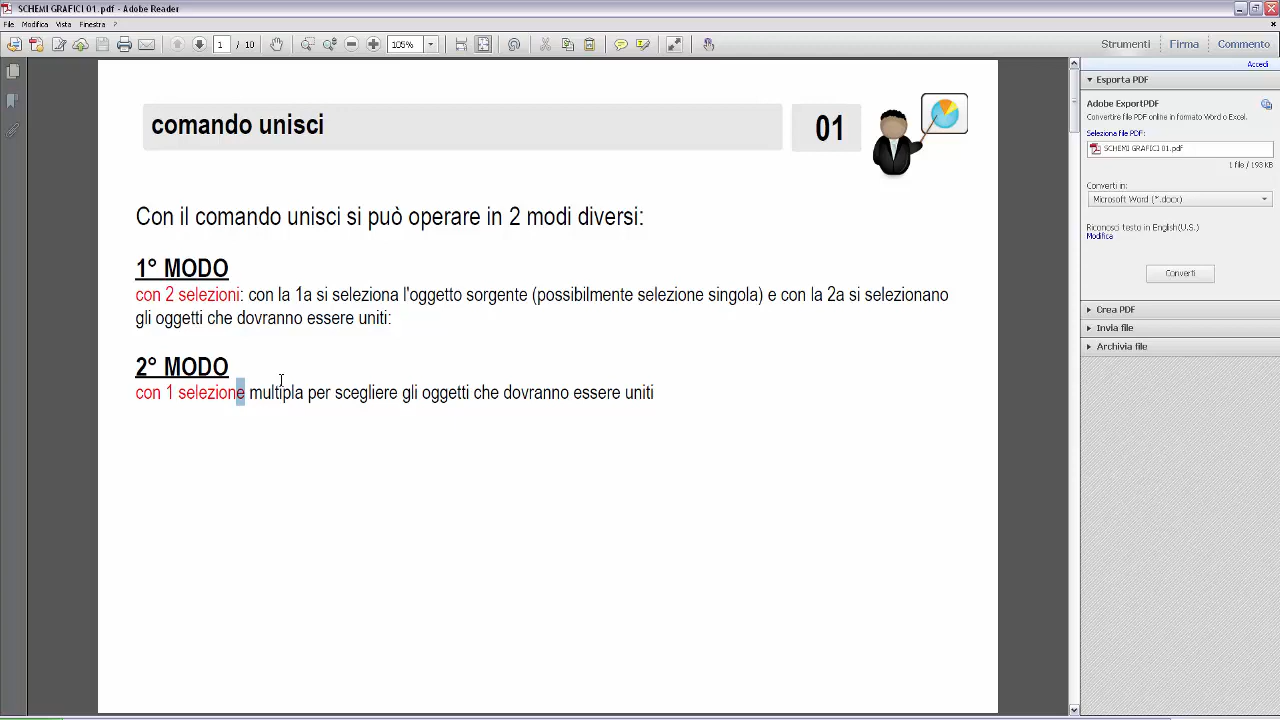 SCHEMI GRAFICI 01.pdf - Adobe Reader
File Modifica Vista Finestra ?
1 / 10 105% Strumenti Firma Commento
Accedi
Esporta PDF
Adobe ExportPDF
Convertire file PDF online in formato Word o Excel.
Seleziona file PDF:
SCHEMI GRAFICI 01.pdf
1 file / 193 KB
Converti in:
Microsoft Word (*.docx)
Riconosci testo in English(U.S.)
Modifica
Converti
Crea PDF
Invia file
Archivia file
comando unisci 01
Con il comando unisci si può operare in 2 modi diversi:
1° MODO
con 2 selezioni: con la 1a si seleziona l'oggetto sorgente (possibilmente selezione singola) e con la 2a si selezionano
gli oggetti che dovranno essere uniti:
2° MODO
con 1 selezione multipla per scegliere gli oggetti che dovranno essere uniti